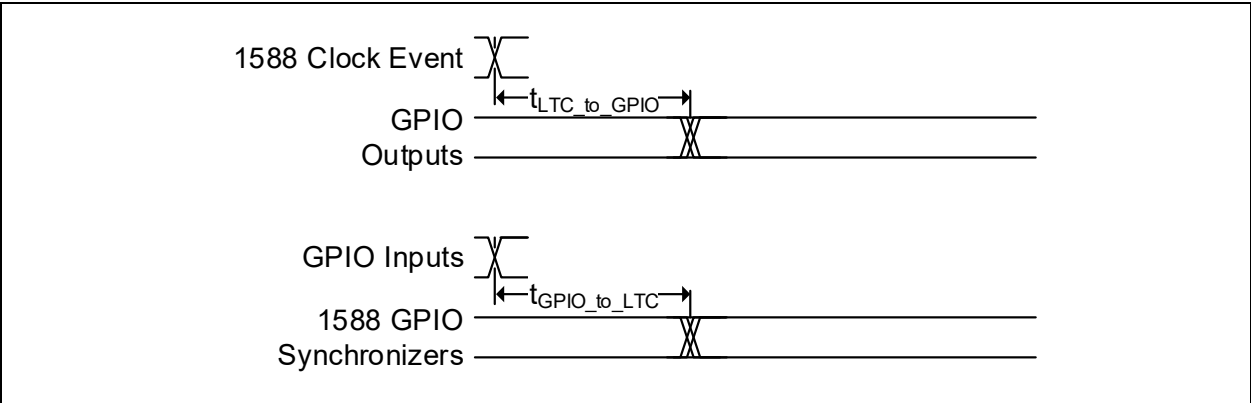 1588 Clock Event
tLTC_to_GPIO
GPIO
Outputs
GPIO Inputs
tGPIO_to_LTC
1588 GPIO
Synchronizers